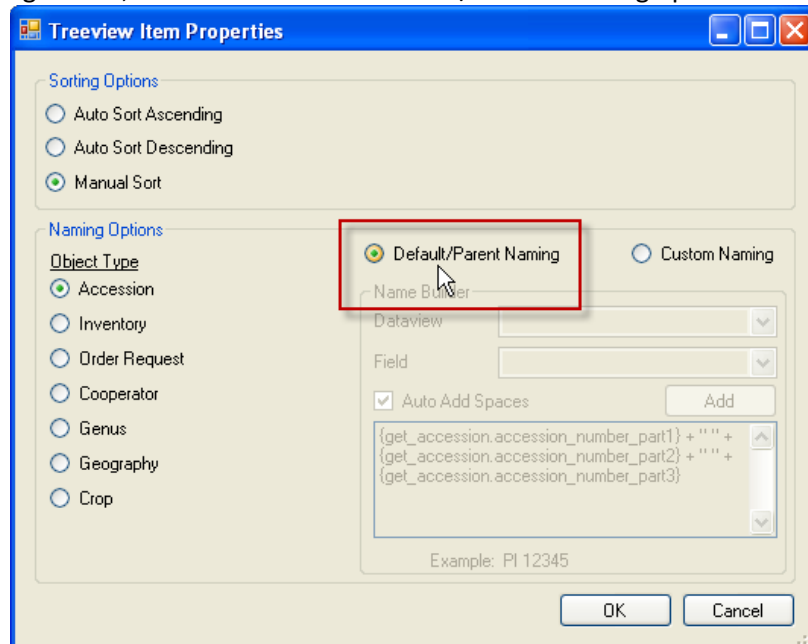 Treeview Item Properties
Sorting Options
Auto Sort Ascending
Auto Sort Descending
Manual Sort
Naming Options
Object Type
Default/Parent Naming
Custom Naming
Accession
Name Builder
Inventory
Dataview
Order Request
Field
Cooperator
Auto Add Spaces
Add
Genus
{get_accession.accession_number_part1} + " " +
{get_accession.accession_number_part2} + " " +
{get_accession.accession_number_part3}
Geography
Crop
Example: PI 12345
OK
Cancel